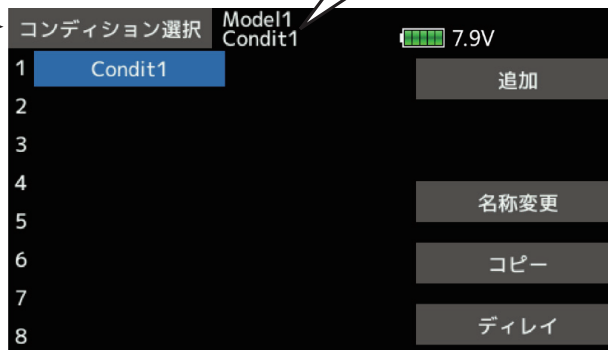 コンディション選択
Model1
Condit1
7.9V
1 Condit1
追加
2
3
4
名称変更
5
6
コピー
7
ディレイ
8